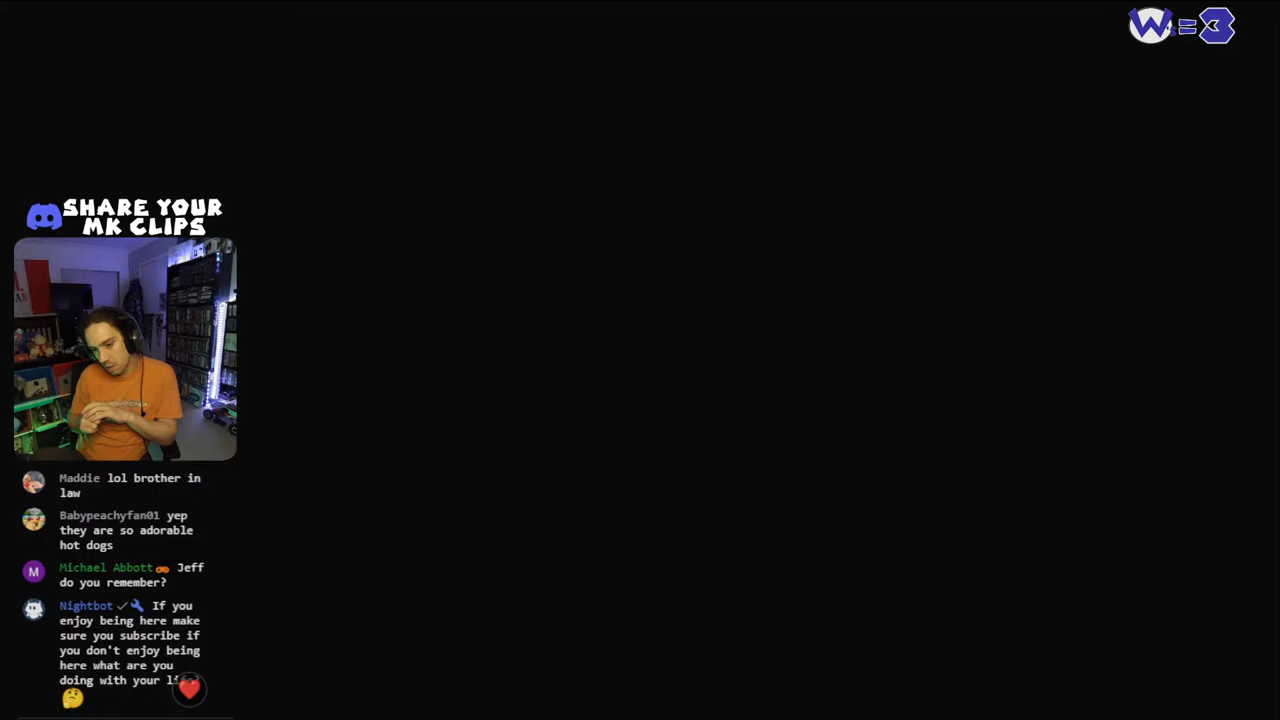 W=3
SHARE YOUR
MK CLIPS
Maddie lol brother in
law
Babypeachyfan01 yep
they are so adorable
hot dogs
M
Michael Abbott Jeff
do you remember?
Nightbot If you
enjoy being here make
sure you subscribe if
you don't enjoy being
here what are you
doing with your